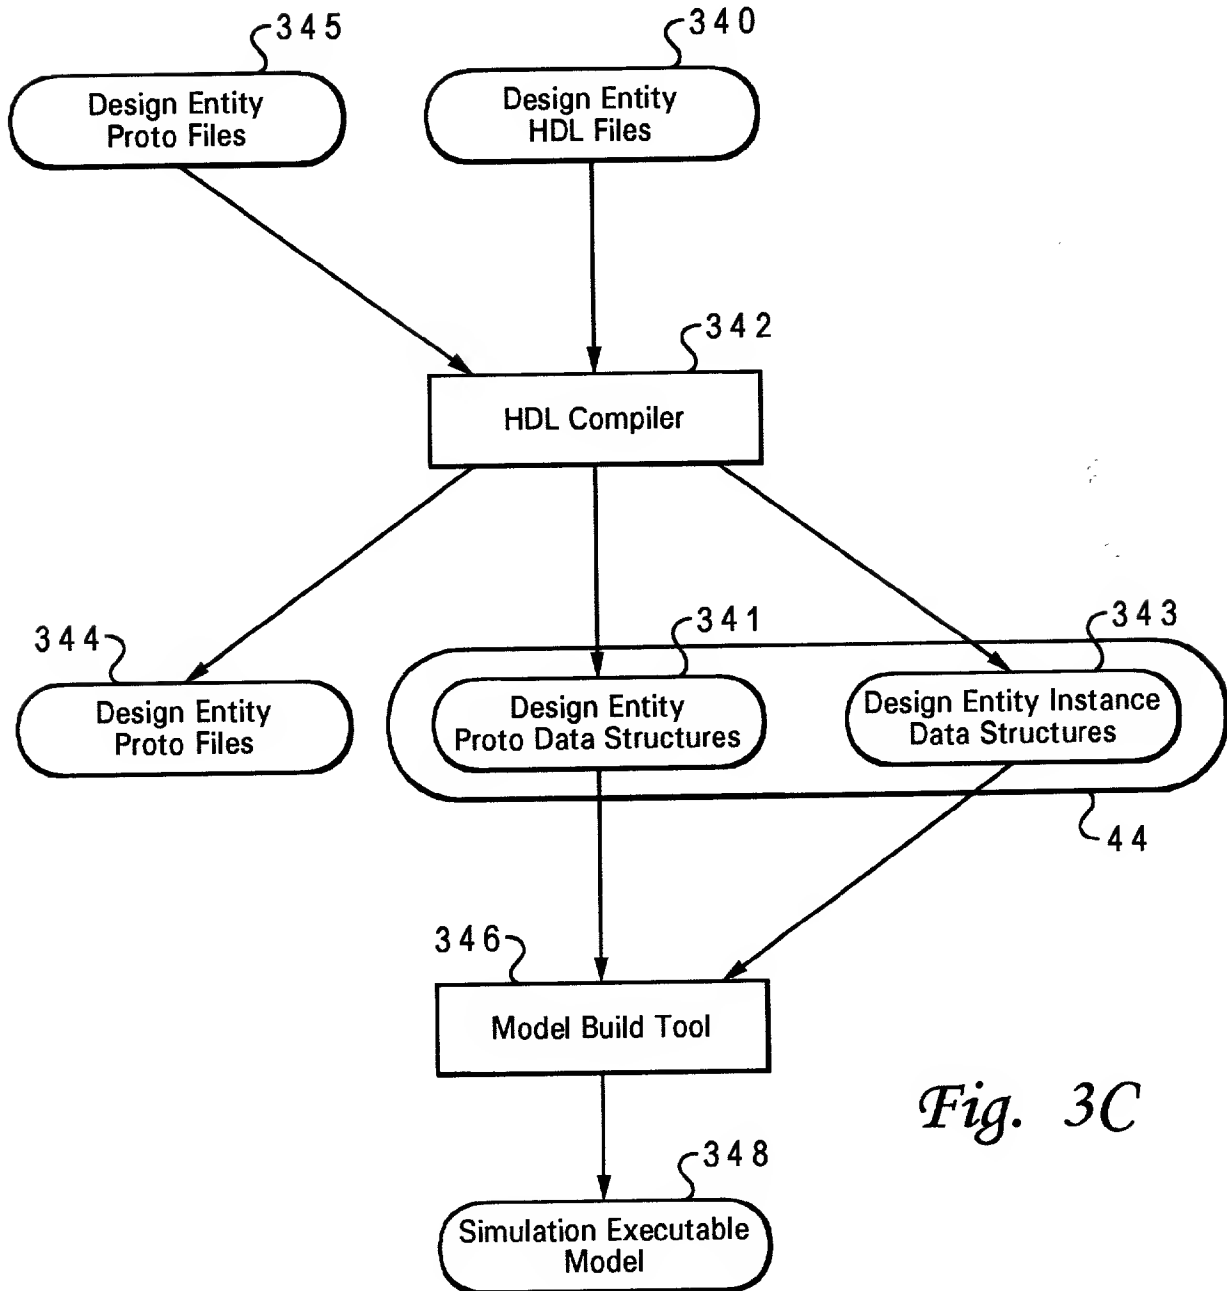 345
340
Design Entity
Proto Files
Design Entity
HDL Files
342
HDL Compiler
344
341
343
Design Entity
Proto Files
Design Entity
Proto Data Structures
Design Entity Instance
Data Structures
44
346
Model Build Tool
Fig. 3C
348
Simulation Executable
Model